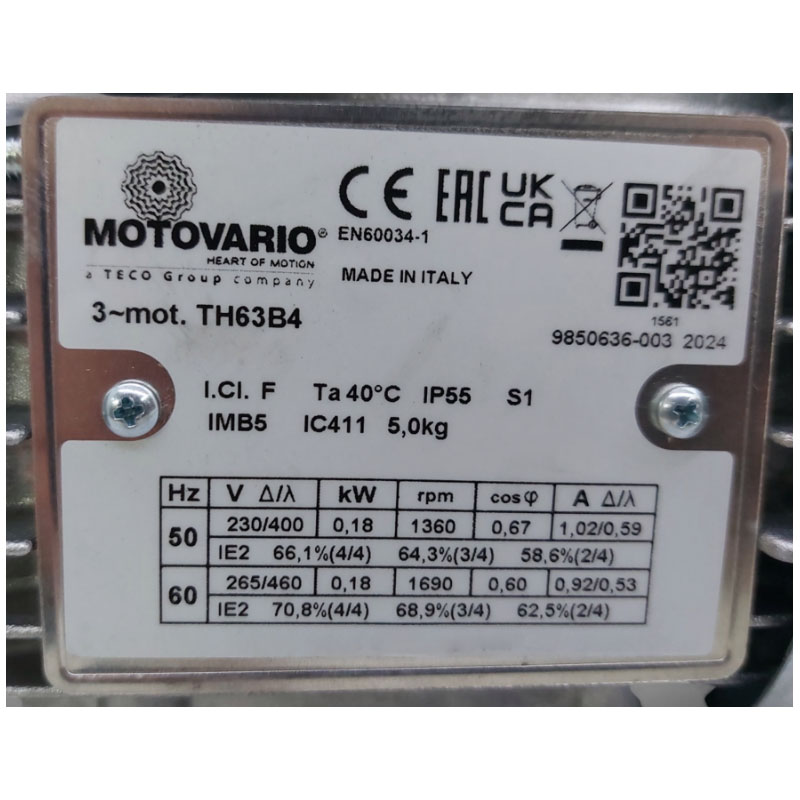 MOTOVARIO®
HEART OF MOTION
a TECO Group company
CE EAC UK CA
EN60034-1
MADE IN ITALY
1561
3~mot. TH63B4
9850636-003 2024
I.Cl. F Ta 40°C IP55 S1
IMB5 IC411 5,0kg
Hz V Δ/λ kW rpm cosφ A Δ/λ
50 230/400 0,18 1360 0,67 1,02/0,59
IE2 66,1%(4/4) 64,3%(3/4) 58,6%(2/4)
60 265/460 0,18 1690 0,60 0,92/0,53
IE2 70,8%(4/4) 68,9%(3/4) 62,5%(2/4)